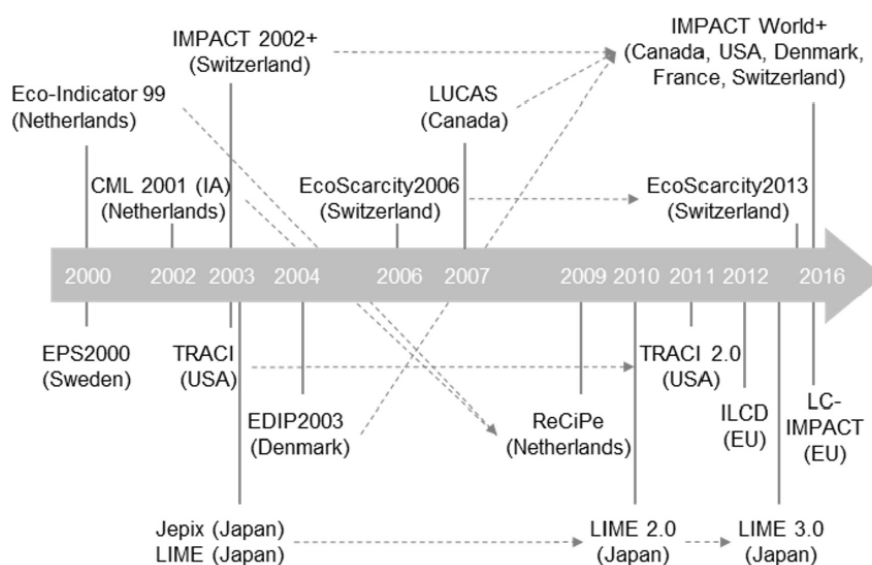 IMPACT 2002+
(Switzerland)
IMPACT World+
(Canada, USA, Denmark,
France, Switzerland)
Eco-Indicator 99
(Netherlands)
LUCAS
(Canada)
CML 2001 (IA)
(Netherlands)
EcoScarcity2006
(Switzerland)
EcoScarcity2013
(Switzerland)
2000 2002 2003 2004 2006 2007 2009 2010 2011 2012 2016
EPS2000
(Sweden)
TRACI
(USA)
TRACI 2.0
(USA)
EDIP2003
(Denmark)
ReCiPe
(Netherlands)
ILCD
(EU)
LC-
IMPACT
(EU)
Jepix (Japan)
LIME (Japan)
LIME 2.0
(Japan)
LIME 3.0
(Japan)